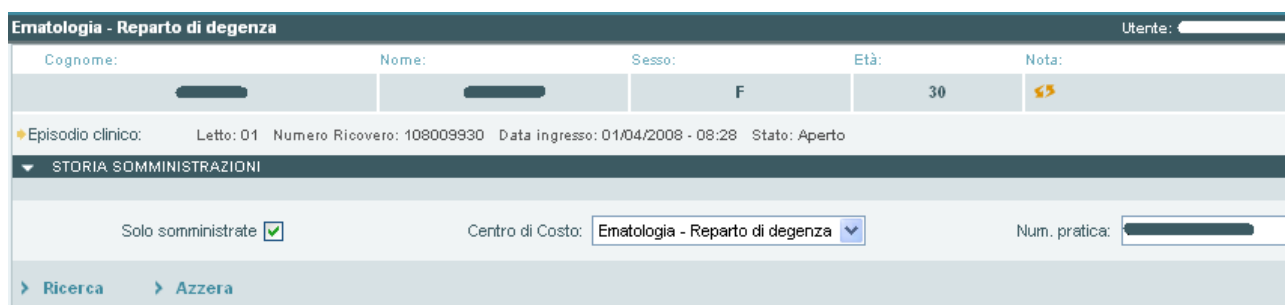 Ematologia - Reparto di degenza Utente:
Cognome: Nome: Sesso: Età: Nota:
F 30
Episodio clinico: Letto: 01 Numero Ricovero: 108009930 Data ingresso: 01/04/2008 - 08:28 Stato: Aperto
STORIA SOMMINISTRAZIONI
Solo somministrate Centro di Costo: Ematologia - Reparto di degenza Num. pratica:
Ricerca Azzera